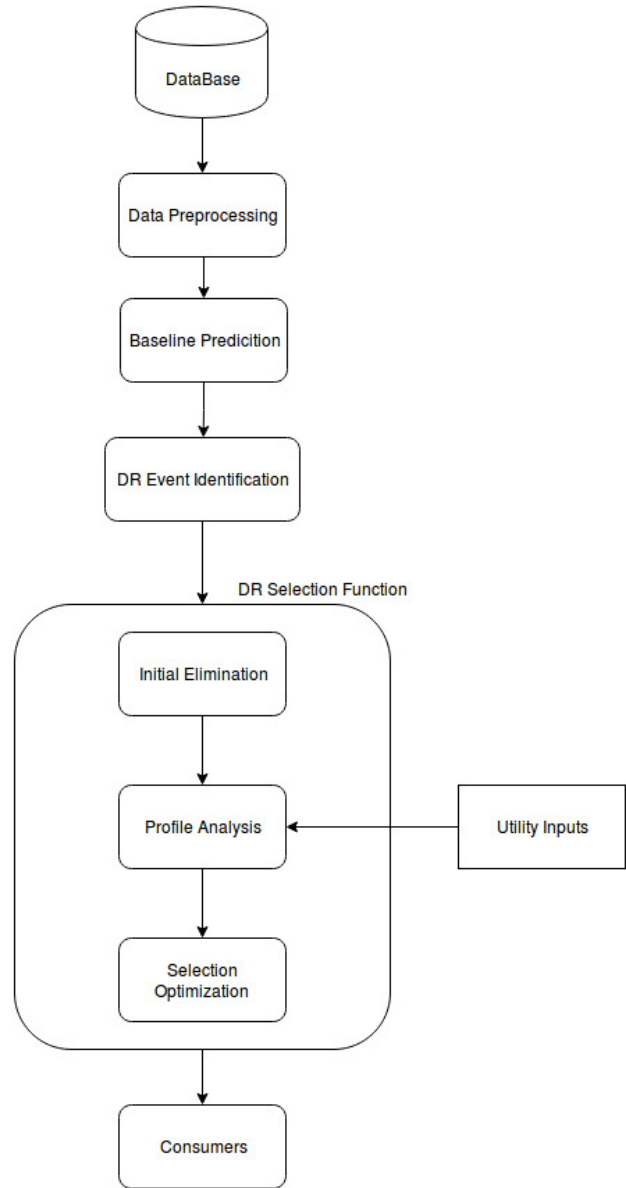 DataBase
Data Preprocessing
Baseline Predicition
DR Event Identification
DR Selection Function
Initial Elimination
Profile Analysis
Utility Inputs
Selection
Optimization
Consumers